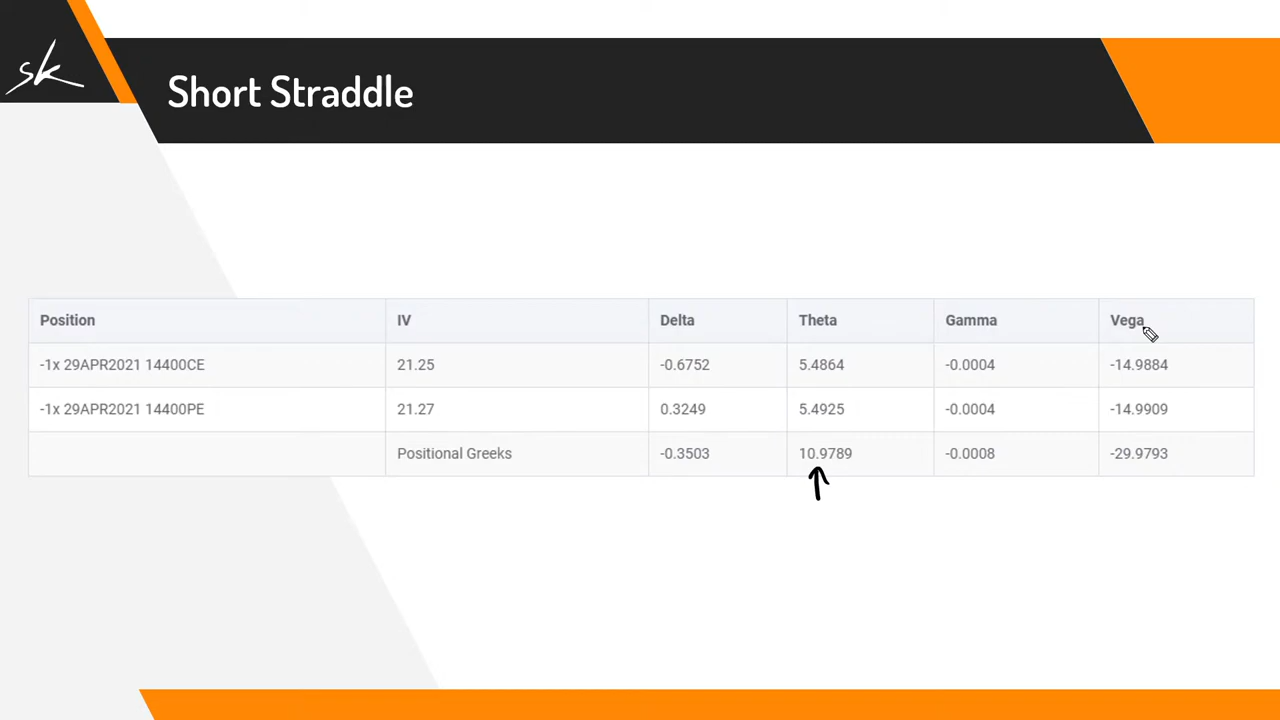 sk
Short Straddle
Position IV Delta Theta Gamma Vega
-1x 29APR2021 14400CE 21.25 -0.6752 5.4864 -0.0004 -14.9884
-1x 29APR2021 14400PE 21.27 0.3249 5.4925 -0.0004 -14.9909
Positional Greeks -0.3503 10.9789 -0.0008 -29.9793